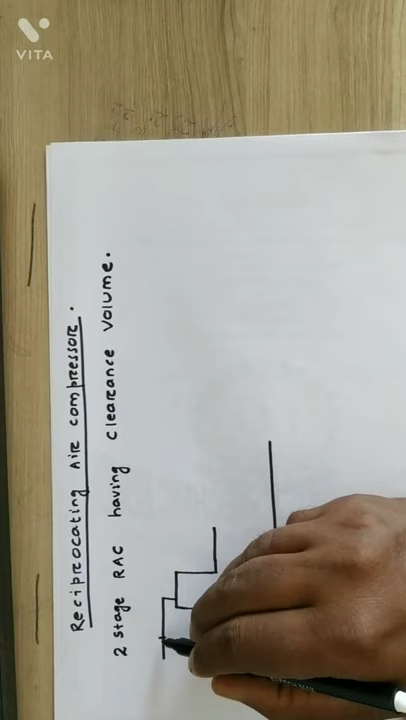 VITA
Reciprocating Air compressor.
2 stage RAC having clearance volume.